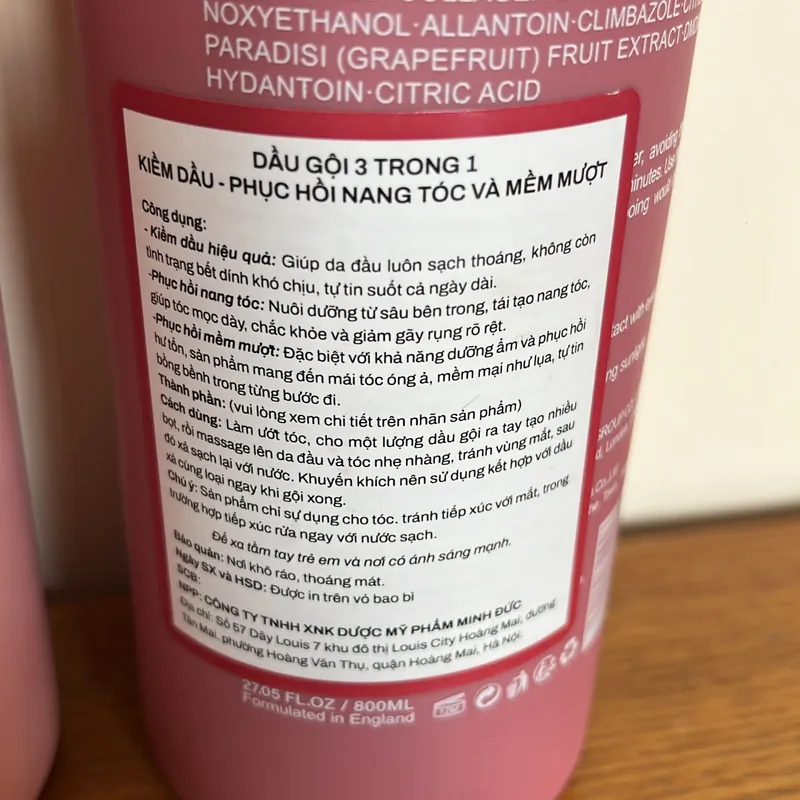 NOXYETHANOL·ALLANTOIN·CLIMBAZOLE·
PARADISI (GRAPEFRUIT) FRUIT EXTRACT·
HYDANTOIN·CITRIC ACID
DẦU GỘI 3 TRONG 1
KIỀM DẦU - PHỤC HỒI NANG TÓC VÀ MỀM MƯỢT
Công dụng:
- Kiềm dầu hiệu quả: Giúp da đầu luôn sạch thoáng, không còn
tình trạng bết dính khó chịu, tự tin suốt cả ngày dài.
-Phục hồi nang tóc: Nuôi dưỡng từ sâu bên trong, tái tạo nang tóc,
giúp tóc mọc dày, chắc khỏe và giảm gãy rụng rõ rệt.
-Phục hồi mềm mượt: Đặc biệt với khả năng dưỡng ẩm và phục hồi
hư tổn, sản phẩm mang đến mái tóc óng ả, mềm mại như lụa, tự tin
bồng bềnh trong từng bước đi.
Thành phần: (vui lòng xem chi tiết trên nhãn sản phẩm)
Cách dùng: Làm ướt tóc, cho một lượng dầu gội ra tay tạo nhiều
bọt, rồi massage lên da đầu và tóc nhẹ nhàng, tránh vùng mắt, sau
đó xả sạch lại với nước. Khuyến khích nên sử dụng kết hợp với dầu
xả cùng loại ngay khi gội xong.
Chú ý: Sản phẩm chỉ sự dụng cho tóc. tránh tiếp xúc với mắt, trong
trường hợp tiếp xúc rửa ngay với nước sạch.
Để xa tầm tay trẻ em và nơi có ánh sáng mạnh.
Bảo quản: Nơi khô ráo, thoáng mát.
Ngày SX và HSD: Được in trên vỏ bao bì
SCB:
NPP: CÔNG TY TNHH XNK DƯỢC MỸ PHẨM MINH ĐỨC
Địa chỉ: Số 67 Dãy Louis 7 khu đô thị Louis City Hoàng Mai, đường
Tân Mai, phường Hoàng Văn Thụ, quận Hoàng Mai, Hà Nội.
27.05 FL.OZ / 800ML
Formulated in England
er, avoiding
minutes. Use
oing would
tact with eye
ng sunlight
GROUP CO